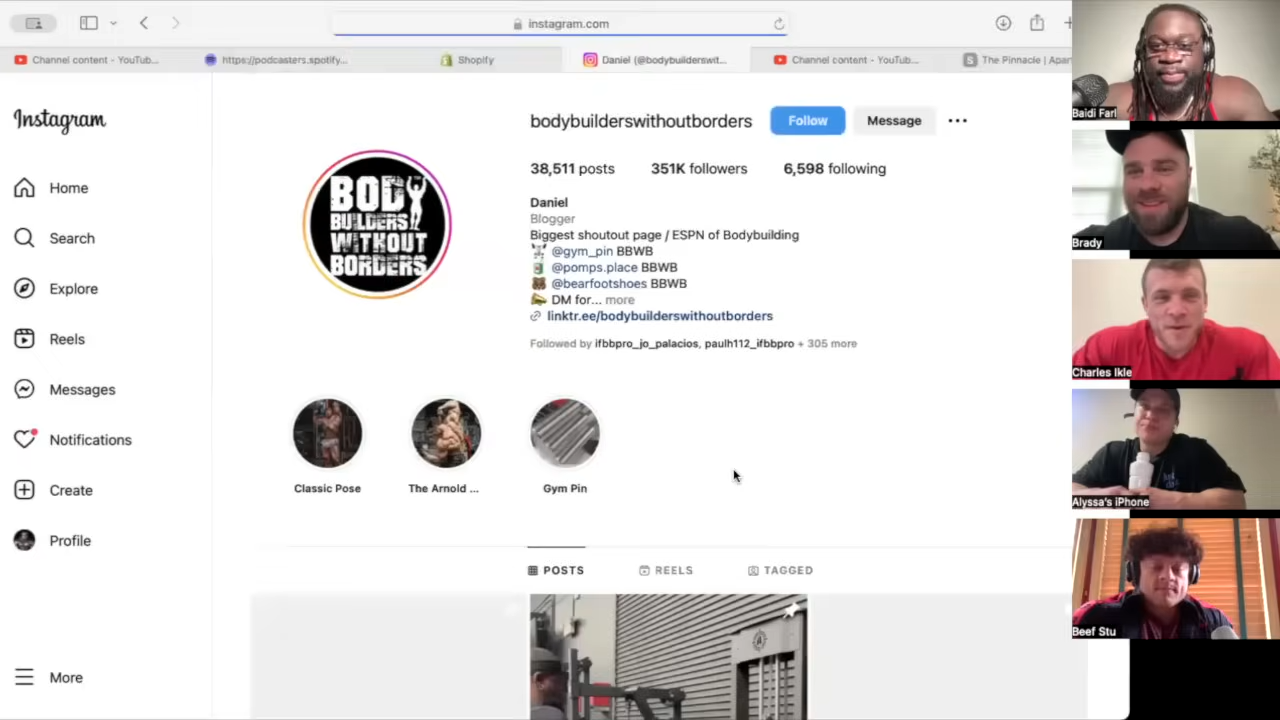 instagram.com
Channel content - YouTub...
https://podcasters.spotify...
Shopify
Daniel (@bodybuilderswit...
Channel content - YouTub...
The Pinnacle | Apar
Instagram
Home
Search
Explore
Reels
Messages
Notifications
Create
Profile
More
BODY
BUILDERS
WITHOUT
BORDERS
bodybuilderswithoutborders
Follow
Message
38,511 posts 351K followers 6,598 following
Daniel
Blogger
Biggest shoutout page / ESPN of Bodybuilding
@gym_pin BBWB
@pomps.place BBWB
@bearfootshoes BBWB
DM for... more
linktr.ee/bodybuilderswithoutborders
Followed by ifbbpro_jo_palacios, paulh112_ifbbpro + 305 more
Classic Pose
The Arnold ...
Gym Pin
POSTS
REELS
TAGGED
Baidi Farl
Brady
Charles Ikle
Alyssa's iPhone
Beef Stu